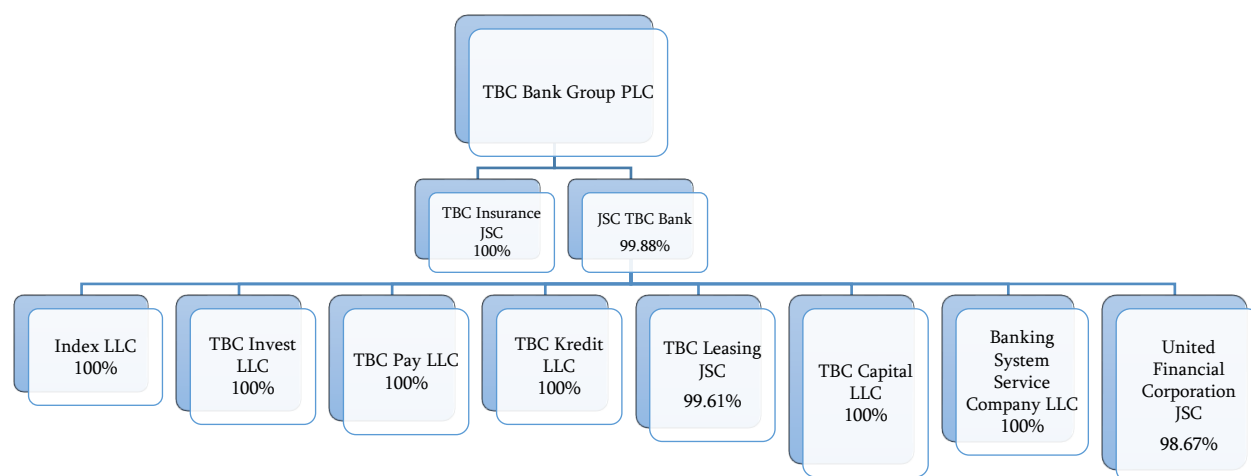 TBC Bank Group PLC
TBC Insurance
JSC
100%
JSC TBC Bank
99.88%
Index LLC
100%
TBC Invest
LLC
100%
TBC Pay LLC
100%
TBC Kredit
LLC
100%
TBC Leasing
JSC
99.61%
TBC Capital
LLC
100%
Banking
System
Service
Company LLC
100%
United
Financial
Corporation
JSC
98.67%